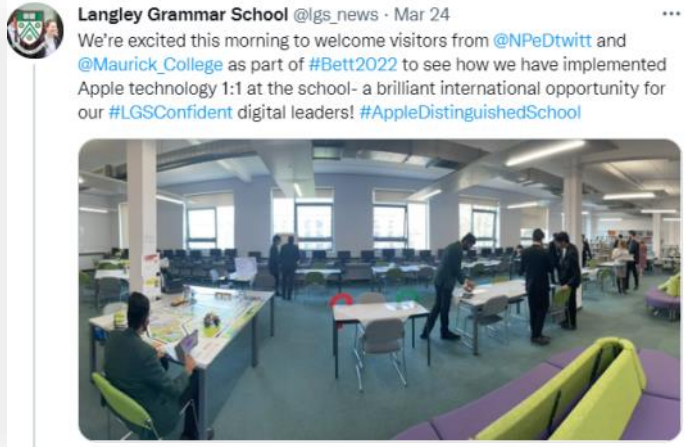 Langley Grammar School @lgs_news · Mar 24
We're excited this morning to welcome visitors from @NPeDtwitt and
@Maurick_College as part of #Bett2022 to see how we have implemented
Apple technology 1:1 at the school- a brilliant international opportunity for
our #LGSConfident digital leaders! #AppleDistinguishedSchool